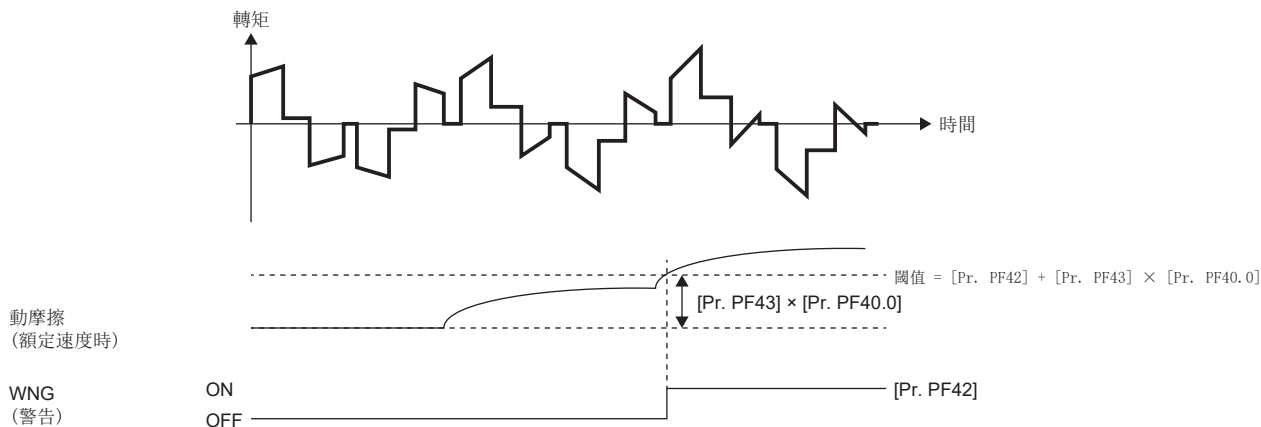 轉矩
時間
閾值 = [Pr. PF42] + [Pr. PF43] × [Pr. PF40.0]
[Pr. PF43] × [Pr. PF40.0]
動摩擦
(額定速度時)
WNG
(警告)
ON
OFF
[Pr. PF42]